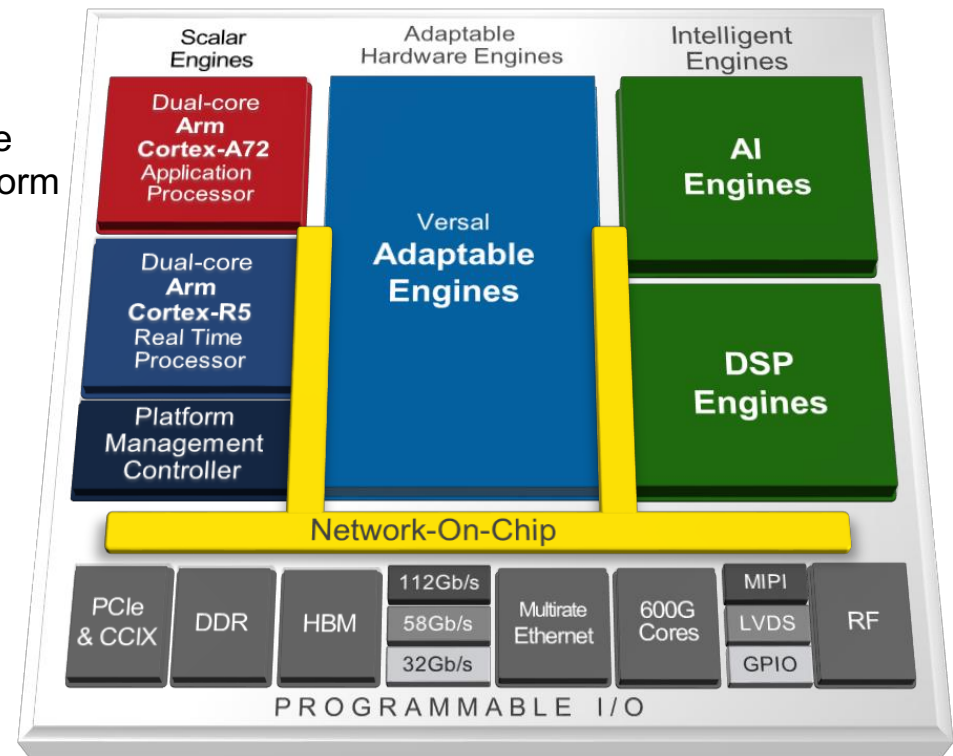 Scalar
Engines
Adaptable
Hardware Engines
Intelligent
Engines
Dual-core
Arm
Cortex-A72
Application
Processor
Dual-core
Arm
Cortex-R5
Real Time
Processor
Platform
Management
Controller
Versal
Adaptable
Engines
AI
Engines
DSP
Engines
Network-On-Chip
PCIe
& CCIX
DDR
HBM
112Gb/s
58Gb/s
32Gb/s
Multirate
Ethernet
600G
Cores
MIPI
LVDS
GPIO
RF
PROGRAMMABLE I/O